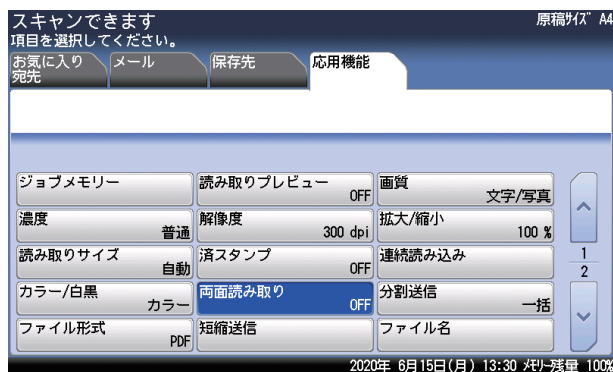 スキャンできます
原稿ｻｲｽﾞ A4
項目を選択してください。
お気に入り
宛先
メール
保存先
応用機能
ジョブメモリー
読み取りプレビュー
OFF
画質
文字/写真
濃度
普通
解像度
300 dpi
拡大/縮小
100 %
読み取りサイズ
自動
済スタンプ
OFF
連続読み込み
1
2
カラー/白黒
カラー
両面読み取り
OFF
分割送信
一括
ファイル形式
PDF
短縮送信
ファイル名
2020年 6月15日(月) 13:30 ﾒﾓﾘｰ残量 100%